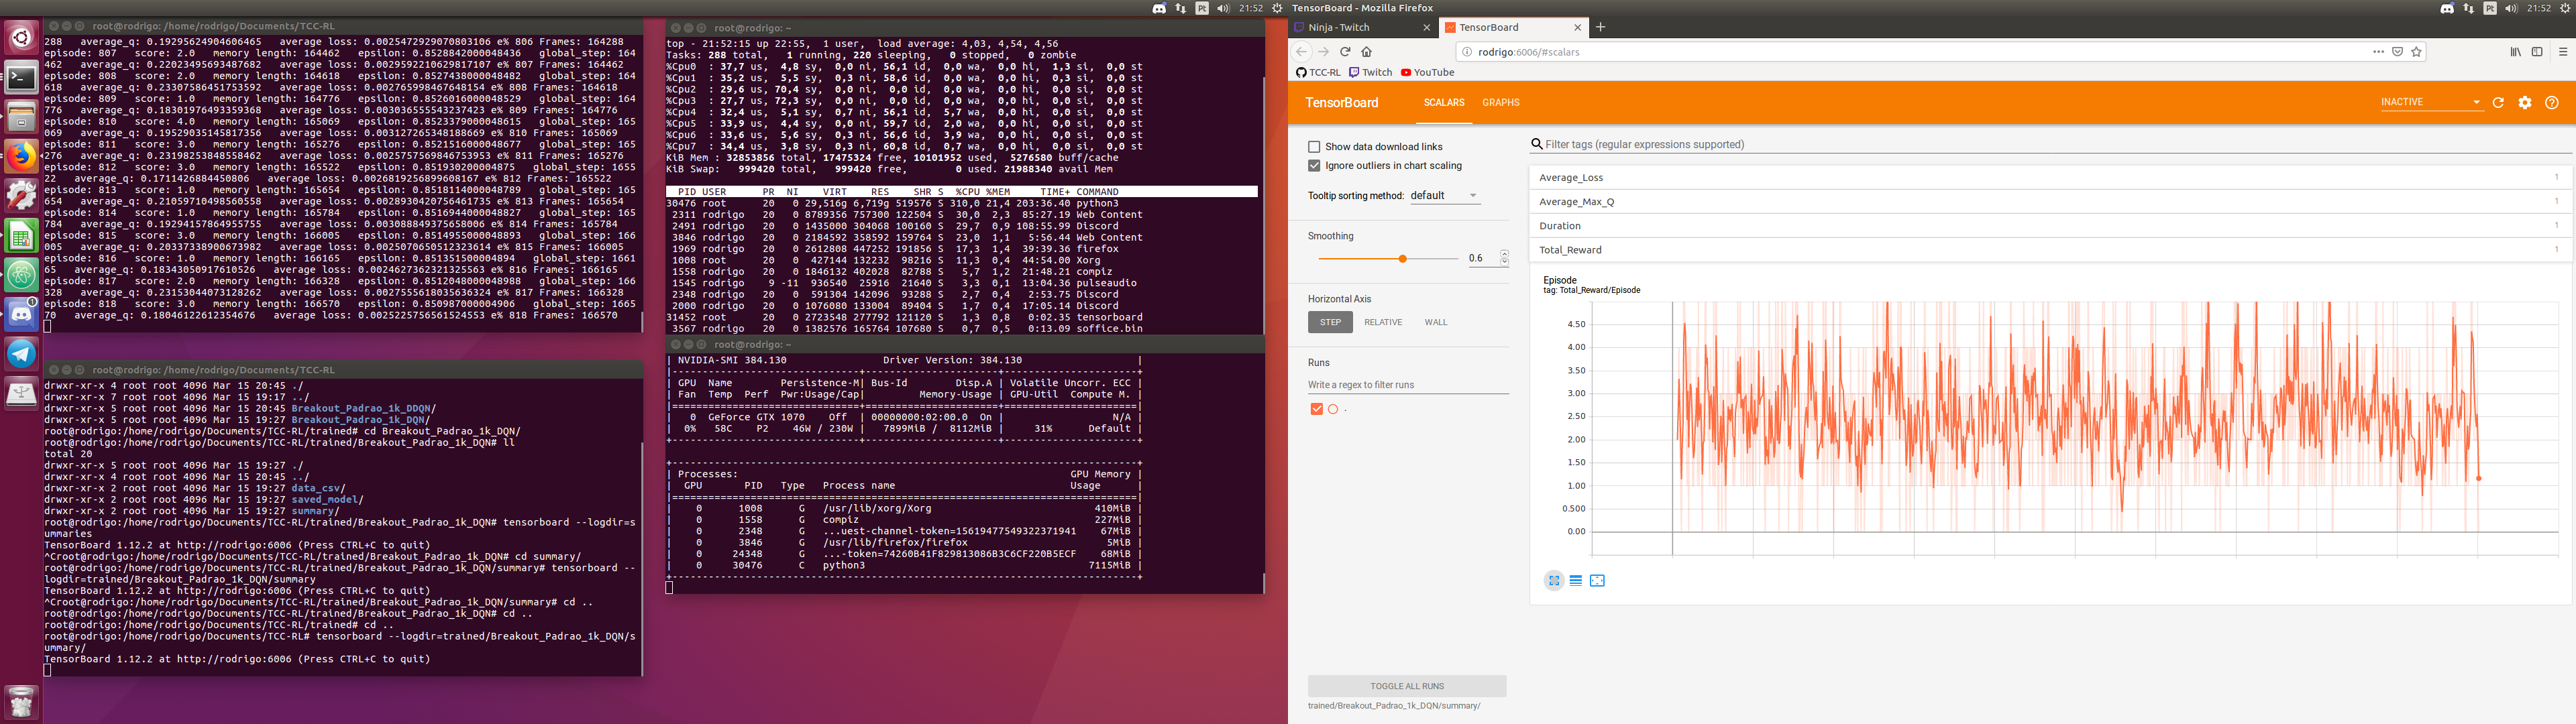 Pt 21:52
root@rodrigo: /home/rodrigo/Documents/TCC-RL
288   average_q: 0.19295624904606465   average loss: 0.0025472929070803106 e% 806 Frames: 164288
episode: 807   score: 2.0   memory length: 164462   epsilon: 0.8528842000048436   global_step: 164
462   average_q: 0.22023495693487682   average loss: 0.0029592210629817107 e% 807 Frames: 164462
episode: 808   score: 2.0   memory length: 164618   epsilon: 0.8527438000048482   global_step: 164
618   average_q: 0.23307586451753592   average loss: 0.002765998467648154 e% 808 Frames: 164618
episode: 809   score: 1.0   memory length: 164776   epsilon: 0.8526016000048529   global_step: 164
776   average_q: 0.18301976493359368   average loss: 0.003036555543237423 e% 809 Frames: 164776
episode: 810   score: 4.0   memory length: 165069   epsilon: 0.8523379000048615   global_step: 165
069   average_q: 0.19529035145817356   average loss: 0.003127265348188669 e% 810 Frames: 165069
episode: 811   score: 3.0   memory length: 165276   epsilon: 0.8521516000048677   global_step: 165
276   average_q: 0.23198253848558462   average loss: 0.0025757569846753953 e% 811 Frames: 165276
episode: 812   score: 3.0   memory length: 165522   epsilon: 0.851930200004875   global_step: 1655
22   average_q: 0.1711426884450806   average loss: 0.0026819256899608167 e% 812 Frames: 165522
episode: 813   score: 1.0   memory length: 165654   epsilon: 0.8518114000048789   global_step: 165
654   average_q: 0.21059710498560558   average loss: 0.0028930420756461735 e% 813 Frames: 165654
episode: 814   score: 1.0   memory length: 165784   epsilon: 0.8516944000048827   global_step: 165
784   average_q: 0.19294157864955755   average loss: 0.003088849375658006 e% 814 Frames: 165784
episode: 815   score: 3.0   memory length: 166005   epsilon: 0.8514955000048893   global_step: 166
005   average_q: 0.20337338900673982   average loss: 0.0025070650512323614 e% 815 Frames: 166005
episode: 816   score: 1.0   memory length: 166165   epsilon: 0.851351500004894   global_step: 1661
65   average_q: 0.18343050917610526   average loss: 0.0024627362321325563 e% 816 Frames: 166165
episode: 817   score: 2.0   memory length: 166328   epsilon: 0.8512048000048988   global_step: 166
328   average_q: 0.23153044073128262   average loss: 0.0027555618035636324 e% 817 Frames: 166328
episode: 818   score: 3.0   memory length: 166570   epsilon: 0.850987000004906   global_step: 1665
70   average_q: 0.18046122612354676   average loss: 0.0025225756561524553 e% 818 Frames: 166570
root@rodrigo: /home/rodrigo/Documents/TCC-RL
drwxr-xr-x 4 root root 4096 Mar 15 20:45 ./
drwxr-xr-x 7 root root 4096 Mar 15 19:17 ../
drwxr-xr-x 5 root root 4096 Mar 15 20:45 Breakout_Padrao_1k_DDQN/
drwxr-xr-x 5 root root 4096 Mar 15 19:27 Breakout_Padrao_1k_DQN/
root@rodrigo:/home/rodrigo/Documents/TCC-RL/trained# cd Breakout_Padrao_1k_DQN/
root@rodrigo:/home/rodrigo/Documents/TCC-RL/trained/Breakout_Padrao_1k_DQN# ll
total 20
drwxr-xr-x 5 root root 4096 Mar 15 19:27 ./
drwxr-xr-x 4 root root 4096 Mar 15 20:45 ../
drwxr-xr-x 2 root root 4096 Mar 15 19:27 data_csv/
drwxr-xr-x 2 root root 4096 Mar 15 19:27 saved_model/
drwxr-xr-x 2 root root 4096 Mar 15 19:27 summary/
root@rodrigo:/home/rodrigo/Documents/TCC-RL/trained/Breakout_Padrao_1k_DQN# tensorboard --logdir=s
ummaries
TensorBoard 1.12.2 at http://rodrigo:6006 (Press CTRL+C to quit)
^Croot@rodrigo:/home/rodrigo/Documents/TCC-RL/trained/Breakout_Padrao_1k_DQN# cd summary/
root@rodrigo:/home/rodrigo/Documents/TCC-RL/trained/Breakout_Padrao_1k_DQN/summary# tensorboard --
logdir=trained/Breakout_Padrao_1k_DQN/summary
TensorBoard 1.12.2 at http://rodrigo:6006 (Press CTRL+C to quit)
^Croot@rodrigo:/home/rodrigo/Documents/TCC-RL/trained/Breakout_Padrao_1k_DQN/summary# cd ..
root@rodrigo:/home/rodrigo/Documents/TCC-RL/trained/Breakout_Padrao_1k_DQN# cd ..
root@rodrigo:/home/rodrigo/Documents/TCC-RL/trained# cd ..
root@rodrigo:/home/rodrigo/Documents/TCC-RL# tensorboard --logdir=trained/Breakout_Padrao_1k_DQN/s
ummary/
TensorBoard 1.12.2 at http://rodrigo:6006 (Press CTRL+C to quit)
root@rodrigo: ~
top - 21:52:15 up 22:55,  1 user,  load average: 4,03, 4,54, 4,56
Tasks: 288 total,   1 running, 220 sleeping,   0 stopped,   0 zombie
%Cpu0  : 37,7 us,  4,8 sy,  0,0 ni, 56,1 id,  0,0 wa,  0,0 hi,  1,3 si,  0,0 st
%Cpu1  : 35,2 us,  5,5 sy,  0,3 ni, 58,6 id,  0,0 wa,  0,0 hi,  0,3 si,  0,0 st
%Cpu2  : 29,6 us, 70,4 sy,  0,0 ni,  0,0 id,  0,0 wa,  0,0 hi,  0,0 si,  0,0 st
%Cpu3  : 27,7 us, 72,3 sy,  0,0 ni,  0,0 id,  0,0 wa,  0,0 hi,  0,0 si,  0,0 st
%Cpu4  : 32,4 us,  5,1 sy,  0,7 ni, 56,1 id,  5,7 wa,  0,0 hi,  0,0 si,  0,0 st
%Cpu5  : 33,9 us,  4,4 sy,  0,0 ni, 59,7 id,  2,0 wa,  0,0 hi,  0,0 si,  0,0 st
%Cpu6  : 33,6 us,  5,6 sy,  0,3 ni, 56,6 id,  3,9 wa,  0,0 hi,  0,0 si,  0,0 st
%Cpu7  : 34,4 us,  3,8 sy,  0,3 ni, 60,8 id,  0,7 wa,  0,0 hi,  0,0 si,  0,0 st
KiB Mem : 32853856 total, 17475324 free, 10101952 used,  5276580 buff/cache
KiB Swap:   999420 total,   999420 free,        0 used. 21988340 avail Mem
PID USER      PR  NI    VIRT    RES    SHR S  %CPU %MEM     TIME+ COMMAND
30476 root      20   0 29,516g 6,719g 519576 S 310,0 21,4 203:36.40 python3
2311 rodrigo   20   0 8789356 757300 122504 S  30,0  2,3  85:27.19 Web Content
2491 rodrigo   20   0 1435000 304068 100160 S  29,7  0,9 108:55.99 Discord
3846 rodrigo   20   0 2184592 358592 159764 S  23,0  1,1   5:56.44 Web Content
1969 rodrigo   20   0 2612808 447252 191856 S  17,3  1,4  39:39.36 firefox
1008 root      20   0  427144 132232  98216 S  11,3  0,4  44:54.00 Xorg
1558 rodrigo   20   0 1846132 402028  82788 S   5,7  1,2  21:48.21 compiz
1545 rodrigo    9 -11  936540  25916  21640 S   3,3  0,1  13:04.36 pulseaudio
2348 rodrigo   20   0  591304 142096  93288 S   2,7  0,4   2:53.75 Discord
2000 rodrigo   20   0 1076080 133004  89404 S   1,7  0,4  17:05.14 Discord
31452 root      20   0 2723548 277792 121120 S   1,3  0,8   0:02.35 tensorboard
3567 rodrigo   20   0 1382576 165764 107680 S   0,7  0,5   0:13.09 soffice.bin
root@rodrigo: ~
| NVIDIA-SMI 384.130                Driver Version: 384.130                   |
| GPU  Name        Persistence-M| Bus-Id        Disp.A | Volatile Uncorr. ECC |
| Fan  Temp  Perf  Pwr:Usage/Cap|         Memory-Usage | GPU-Util  Compute M. |
|   0  GeForce GTX 1070    Off  | 00000000:02:00.0  On |                  N/A |
|  0%   58C    P2    46W / 230W |   7899MiB /  8112MiB |     31%      Default |
| Processes:                                                       GPU Memory |
|  GPU       PID   Type   Process name                             Usage      |
|    0      1008      G   /usr/lib/xorg/Xorg                           410MiB |
|    0      1558      G   compiz                                       227MiB |
|    0      2348      G   ...uest-channel-token=15619477549322371941    67MiB |
|    0      3846      G   /usr/lib/firefox/firefox                       5MiB |
|    0     24348      G   ...-token=74260B41F829813086B3C6CF220B5ECF    68MiB |
|    0     30476      C   python3                                     7115MiB |
TensorBoard - Mozilla Firefox
Pt 21:52
Ninja - Twitch
TensorBoard
rodrigo:6006/#scalars
TCC-RL Twitch YouTube
TensorBoard SCALARS GRAPHS INACTIVE
Show data download links
Ignore outliers in chart scaling
Tooltip sorting method: default
Smoothing
0.6
Horizontal Axis
STEP RELATIVE WALL
Runs
Write a regex to filter runs
.
TOGGLE ALL RUNS
trained/Breakout_Padrao_1k_DQN/summary/
Filter tags (regular expressions supported)
Average_Loss 1
Average_Max_Q 1
Duration 1
Total_Reward 1
Episode
tag: Total_Reward/Episode
4.50
4.00
3.50
3.00
2.50
2.00
1.50
1.00
0.500
0.00